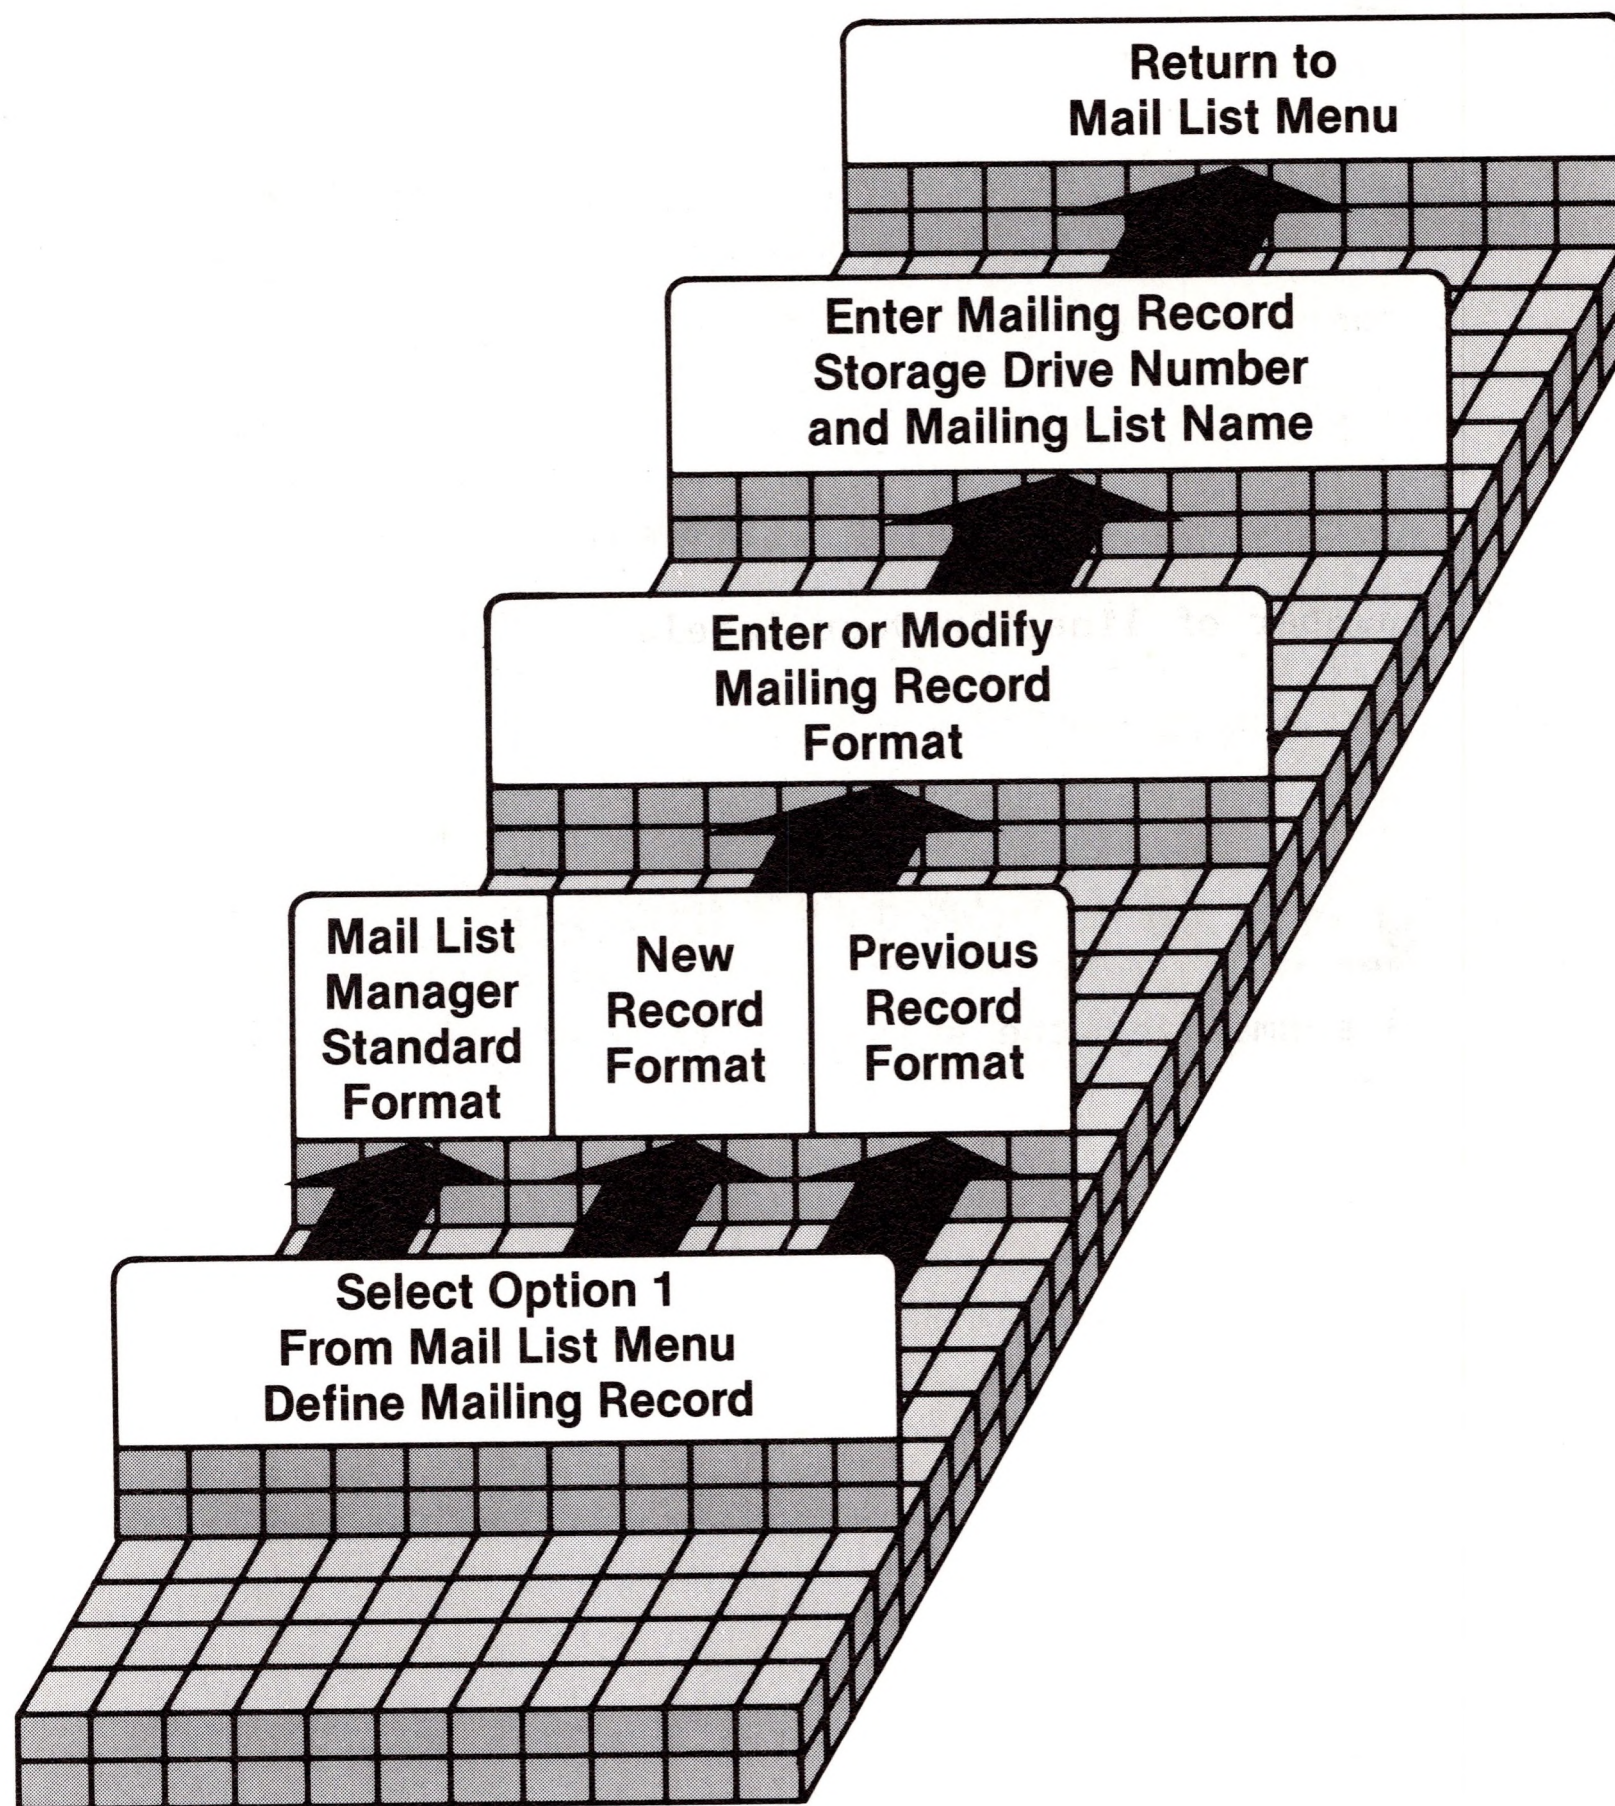 Return to
Mail List Menu
Enter Mailing Record
Storage Drive Number
and Mailing List Name
Enter or Modify
Mailing Record
Format
Mail List
Manager
Standard
Format
New
Record
Format
Previous
Record
Format
Select Option 1
From Mail List Menu
Define Mailing Record